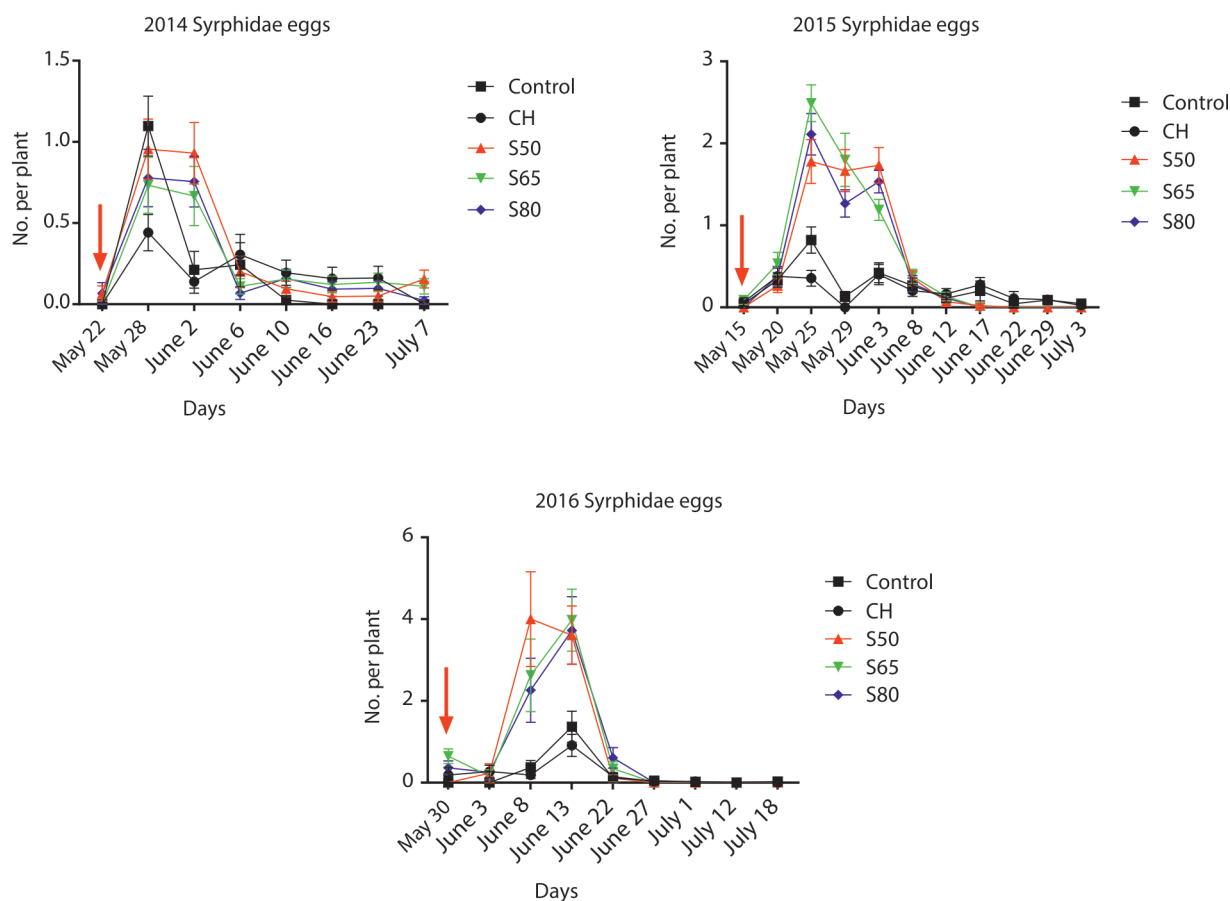 2014 Syrphidae eggs
No. per plant
1.5
1.0
0.5
0.0
May 22
May 28
June 2
June 6
June 10
June 16
June 23
July 7
Days
Control
CH
S50
S65
S80
2015 Syrphidae eggs
No. per plant
3
2
1
0
May 15
May 20
May 25
May 29
June 3
June 8
June 12
June 17
June 22
June 29
July 3
Days
Control
CH
S50
S65
S80
2016 Syrphidae eggs
No. per plant
6
4
2
0
May 30
June 3
June 8
June 13
June 22
June 27
July 1
July 12
July 18
Days
Control
CH
S50
S65
S80